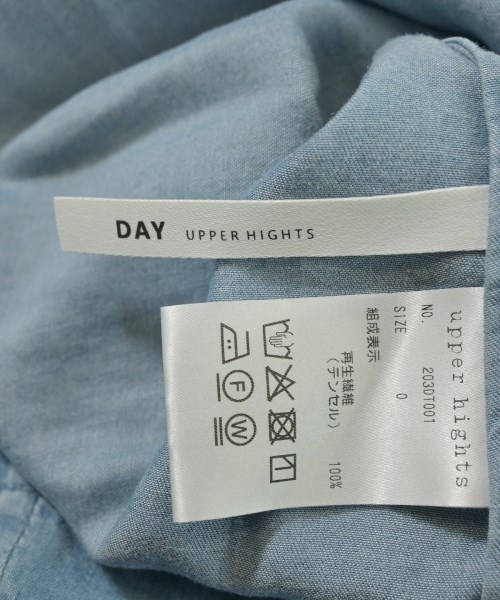 DAY UPPER HIGHTS
upper hights
NO. 203DT001
SIZE 0
組成表示
再生繊維
(テンセル) 100%
F
W